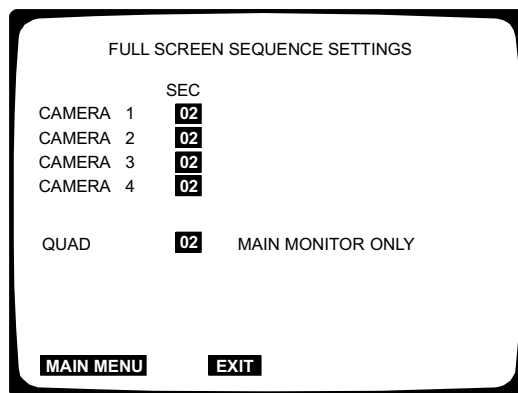 FULL SCREEN SEQUENCE SETTINGS
SEC
CAMERA 1 02
CAMERA 2 02
CAMERA 3 02
CAMERA 4 02
QUAD 02 MAIN MONITOR ONLY
MAIN MENU EXIT